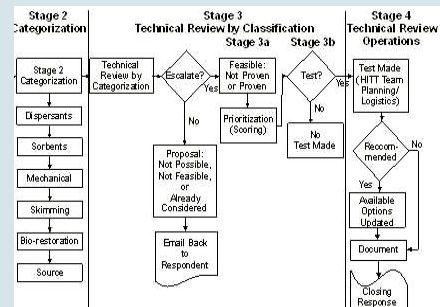 Stage 2
Categorization
Stage 3
Technical Review by Classification
Stage 3a
Stage 3b
Stage 4
Technical Review
Operations
Stage 2
Categorization
Dispersants
Sorbents
Mechanical
Skimming
Bio-restoration
Source
Technical
Review by
Categorization
Escalate?
Yes
No
Proposal:
Not Possible,
Not Feasible,
or
Already
Considered
Email Back
to
Respondent
Feasible:
Not Proven
or Proven
Prioritization
(Scoring)
Test?
Yes
No
No
Test Made
Test Made
(HITT Team
Planning/
Logistics)
Recom-
mended
No
Yes
Available
Options
Updated
Document
Closing
Response